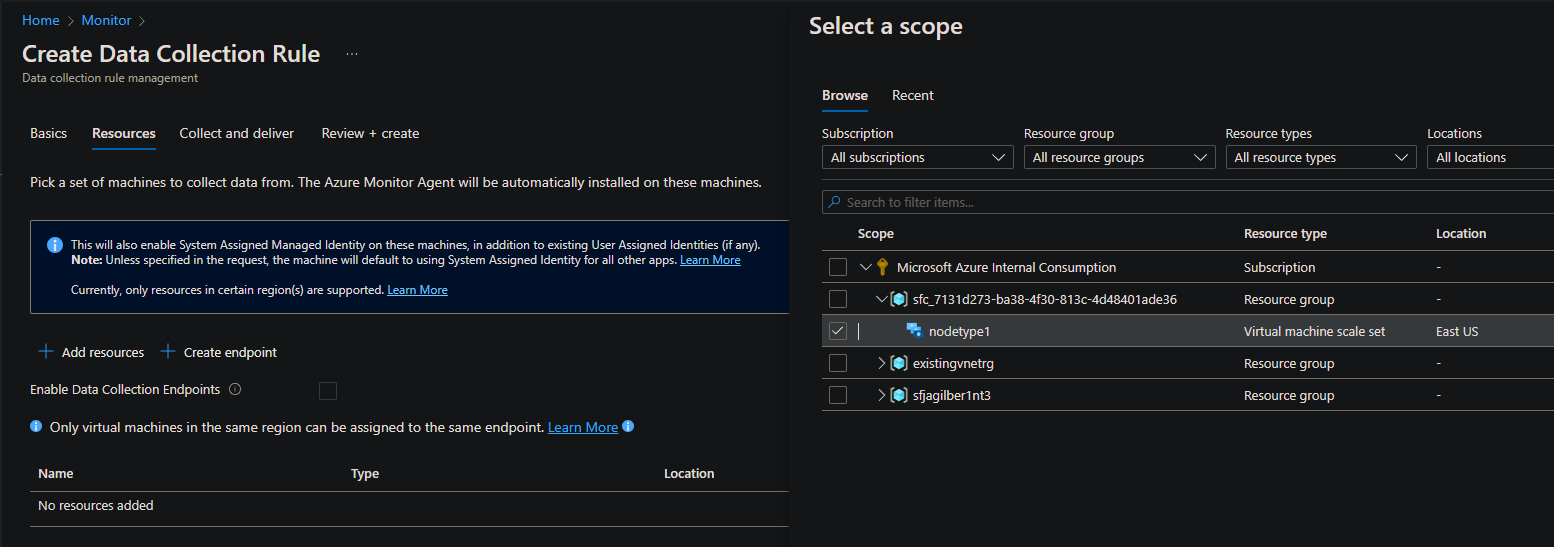 Home > Monitor >
Create Data Collection Rule ...
Data collection rule management
Basics Resources Collect and deliver Review + create
Pick a set of machines to collect data from. The Azure Monitor Agent will be automatically installed on these machines.
This will also enable System Assigned Managed Identity on these machines, in addition to existing User Assigned Identities (if any).
Note: Unless specified in the request, the machine will default to using System Assigned Identity for all other apps. Learn More
Currently, only resources in certain region(s) are supported. Learn More
+ Add resources + Create endpoint
Enable Data Collection Endpoints
Only virtual machines in the same region can be assigned to the same endpoint. Learn More
Name Type Location
No resources added
Select a scope
Browse Recent
Subscription Resource group Resource types Locations
All subscriptions All resource groups All resource types All locations
Search to filter items...
Scope Resource type Location
Microsoft Azure Internal Consumption Subscription -
sfc_7131d273-ba38-4f30-813c-4d48401ade36 Resource group -
nodetype1 Virtual machine scale set East US
existingvnetrg Resource group -
sfjagilber1nt3 Resource group -